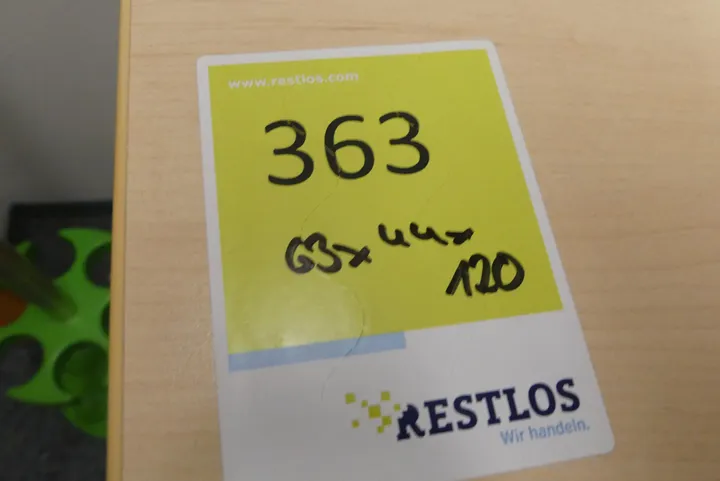 www.restlos.com
363
63x44x
120
RESTLOS
Wir handeln.